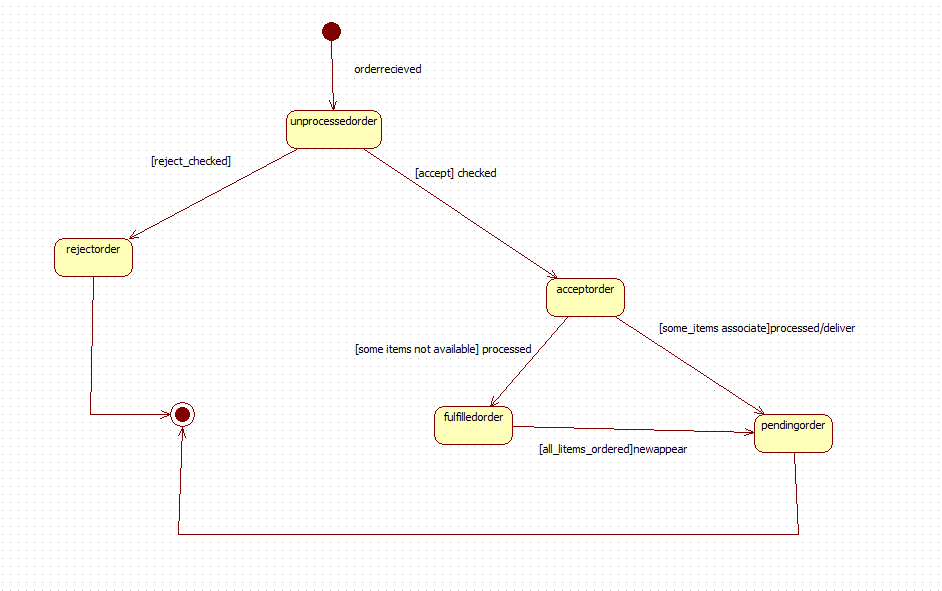 orderrecieved
unprocessedorder
[reject_checked]
[accept] checked
rejectorder
acceptorder
[some_items associate]processed/deliver
[some items not available] processed
fulfilledorder
pendingorder
[all_litems_ordered]newappear